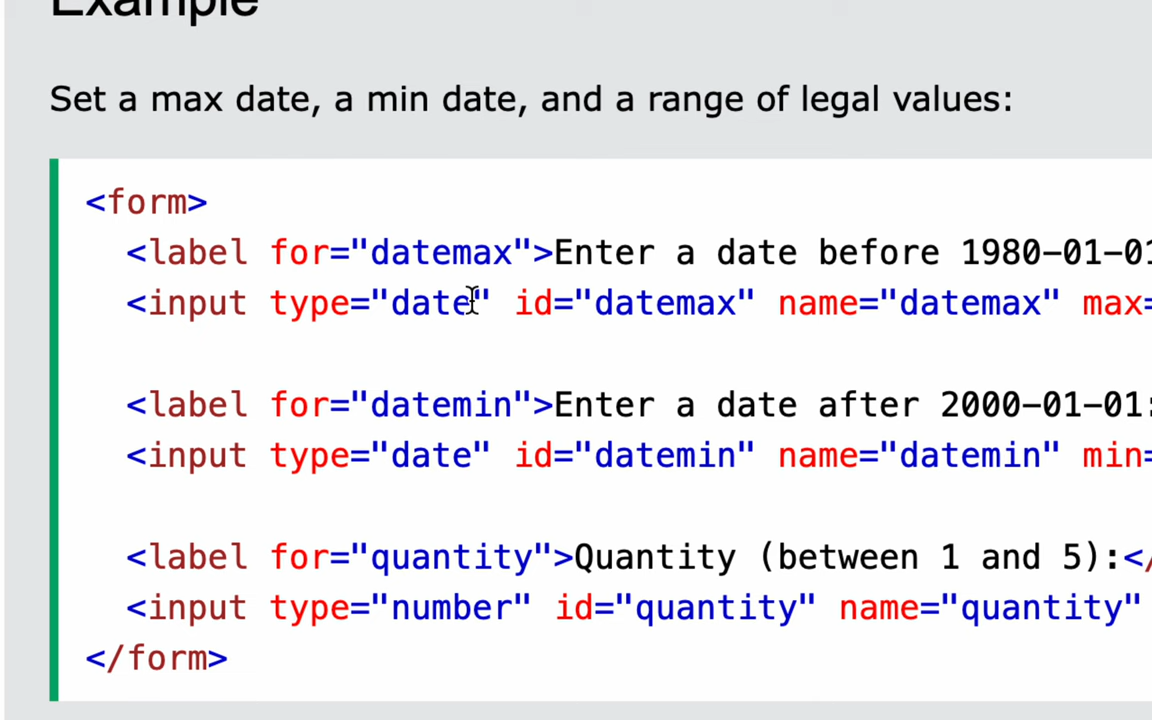 Example
Set a max date, a min date, and a range of legal values:
<form>
<label for="datemax">Enter a date before 1980-01-01
<input type="date" id="datemax" name="datemax" max=
<label for="datemin">Enter a date after 2000-01-01:
<input type="date" id="datemin" name="datemin" min=
<label for="quantity">Quantity (between 1 and 5):</
<input type="number" id="quantity" name="quantity"
</form>